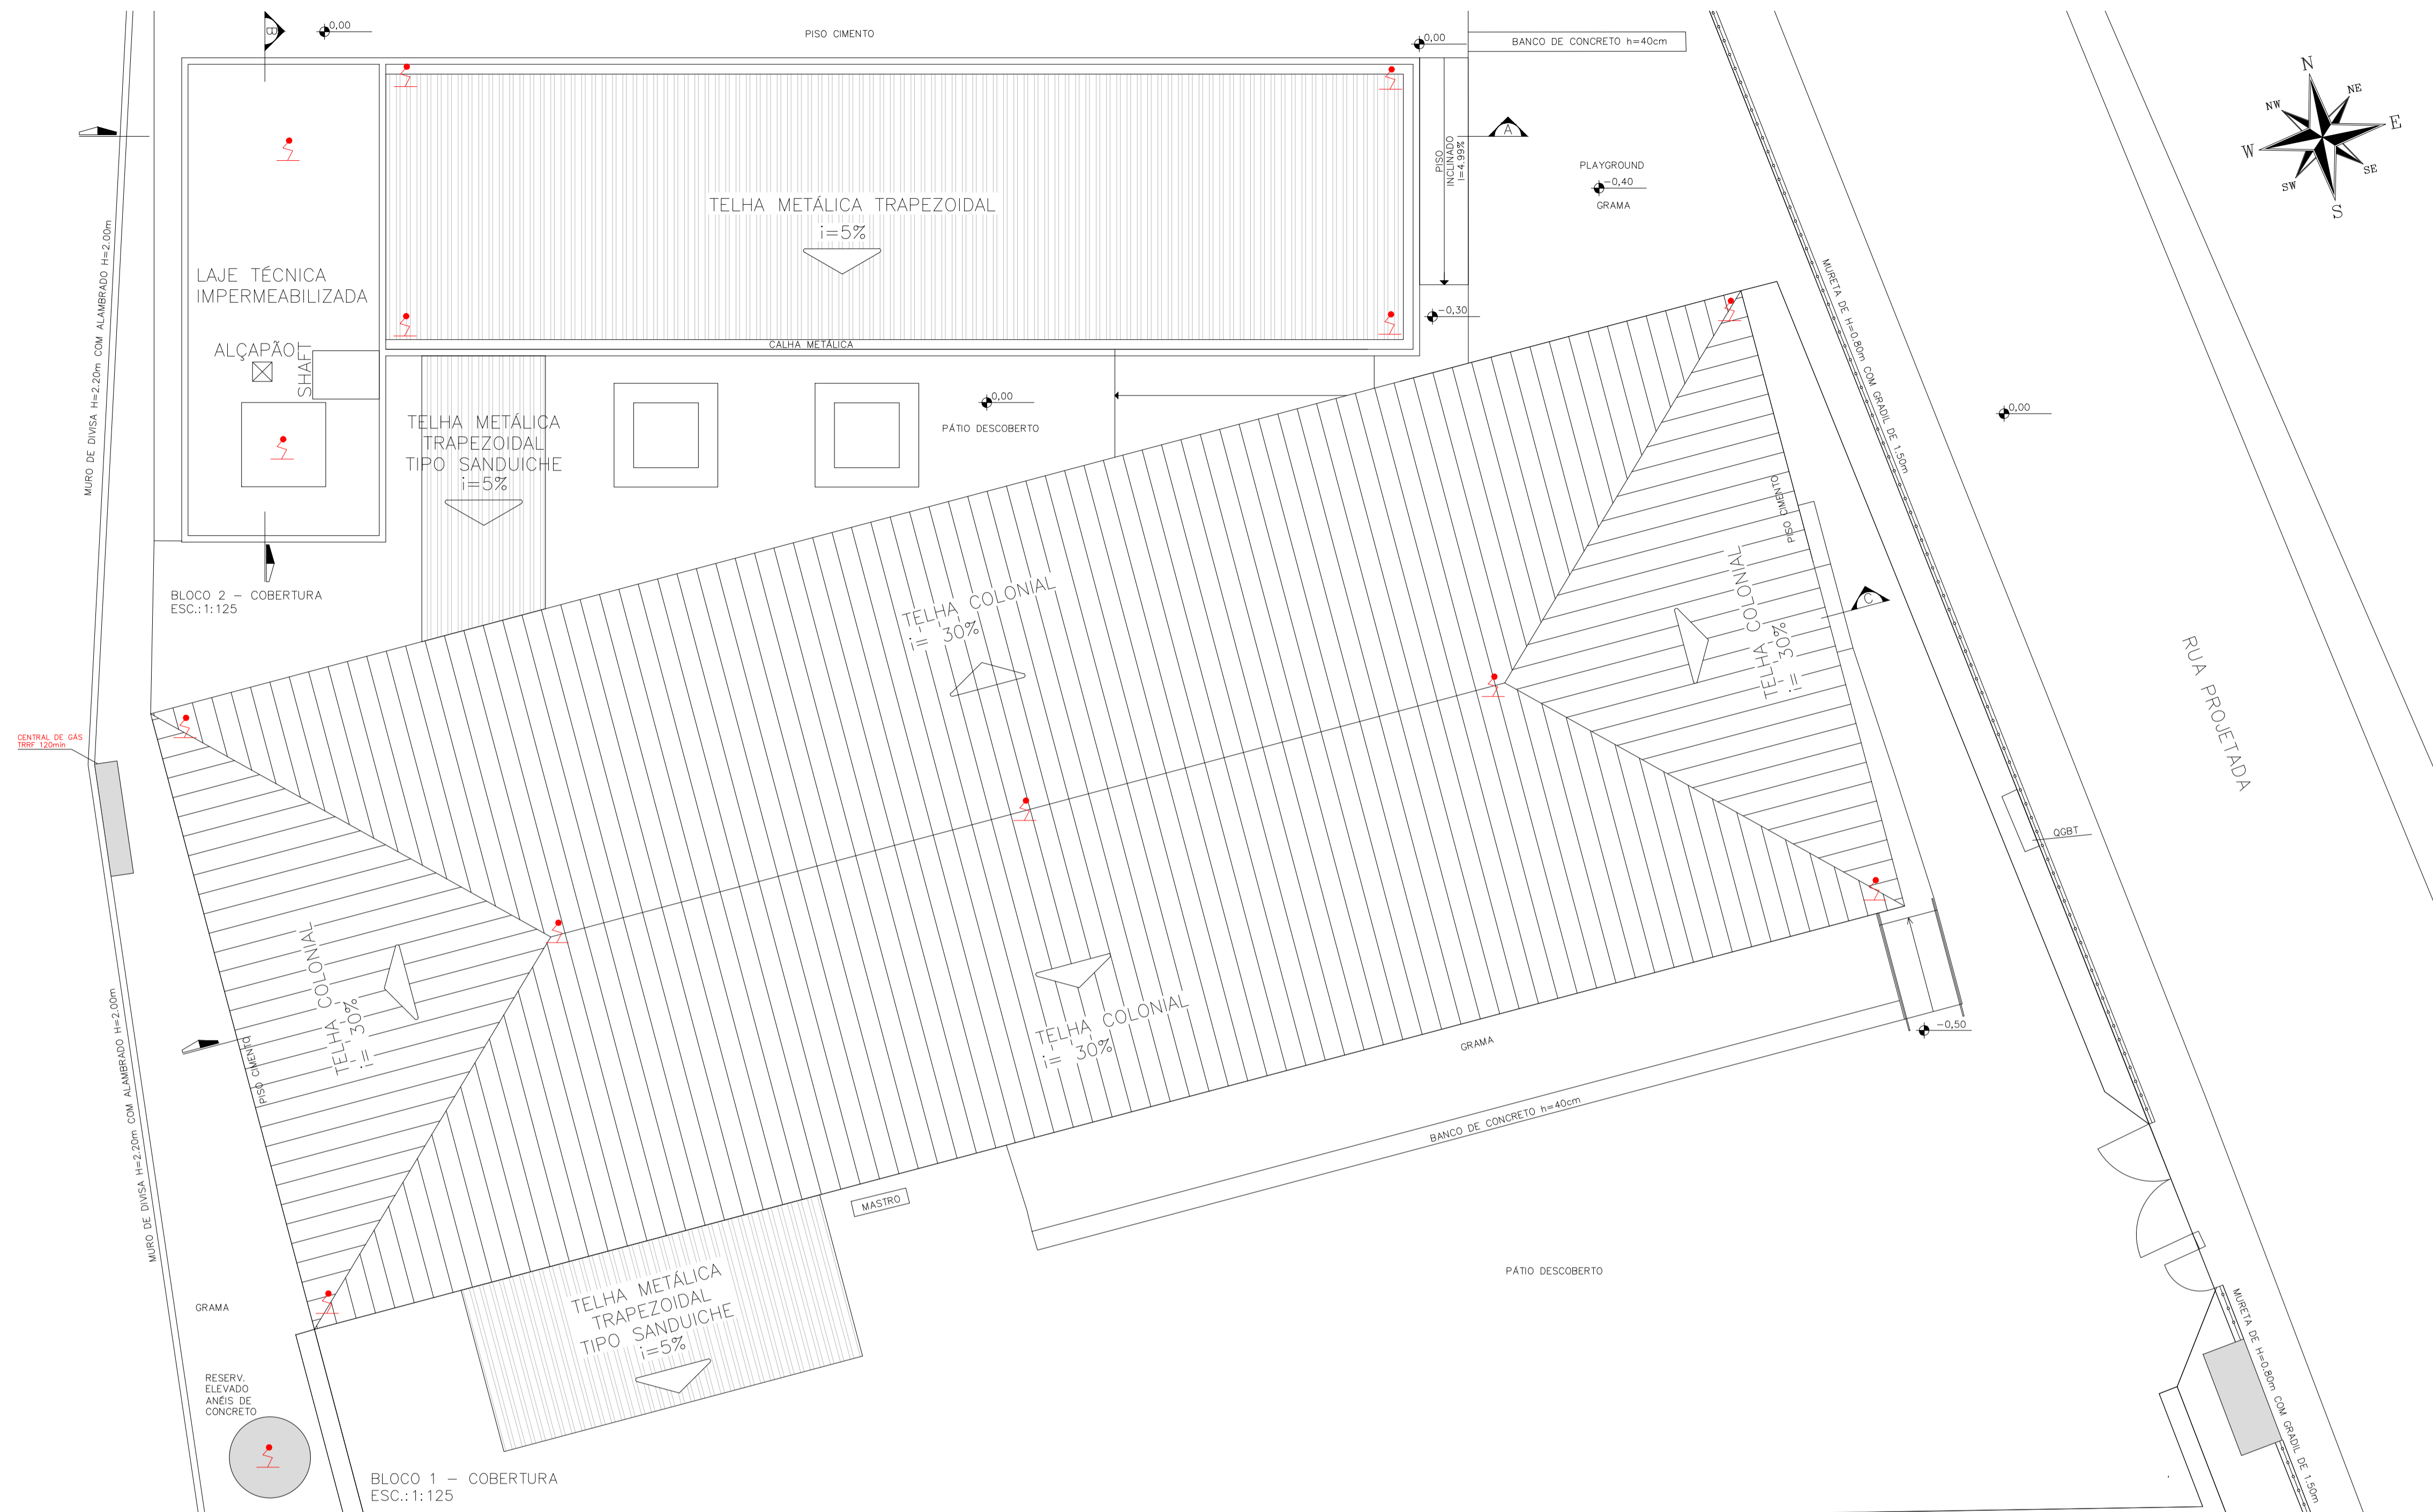 B
0,00
PISO CIMENTO
0,00
BANCO DE CONCRETO h=40cm
N
NE
E
SE
S
SW
W
NW
A
PISO
INCLINADO
I=4.99%
PLAYGROUND
-0,40
GRAMA
TELHA METÁLICA TRAPEZOIDAL
i=5%
LAJE TÉCNICA
IMPERMEABILIZADA
MURO DE DIVISA H=2.20m COM ALAMBRADO H=2.00m
MURETA DE H=0.80m COM GRADIL DE 1.50m
-0,30
ALÇAPÃO
SHAFT
CALHA METÁLICA
TELHA METÁLICA
TRAPEZOIDAL
TIPO SANDUICHE
i=5%
0,00
PÁTIO DESCOBERTO
0,00
PISO CIMENTO
BLOCO 2 - COBERTURA
ESC.:1:125
TELHA COLONIAL
i= 30%
TELHA COLONIAL
i= 30%
C
RUA PROJETADA
CENTRAL DE GÁS
TRRF 120min
QGBT
TELHA COLONIAL
i= 30%
PISO CIMENTO
TELHA COLONIAL
i= 30%
GRAMA
-0,50
MURO DE DIVISA H=2.20m COM ALAMBRADO H=2.00m
BANCO DE CONCRETO h=40cm
MASTRO
PÁTIO DESCOBERTO
GRAMA
TELHA METÁLICA
TRAPEZOIDAL
TIPO SANDUICHE
i=5%
MURETA DE H=0.80m COM GRADIL DE 1.50m
RESERV.
ELEVADO
ANÉIS DE
CONCRETO
BLOCO 1 - COBERTURA
ESC.:1:125